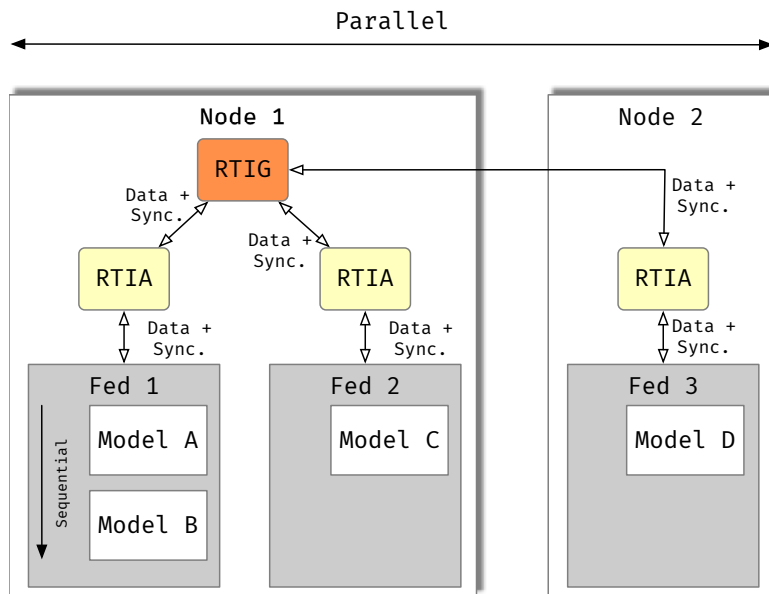 Parallel
Node 1
Node 2
RTIG
Data +
Sync.
Data +
Sync.
Data +
Sync.
RTIA
RTIA
RTIA
Data +
Sync.
Data +
Sync.
Data +
Sync.
Fed 1
Fed 2
Fed 3
Sequential
Model A
Model C
Model D
Model B